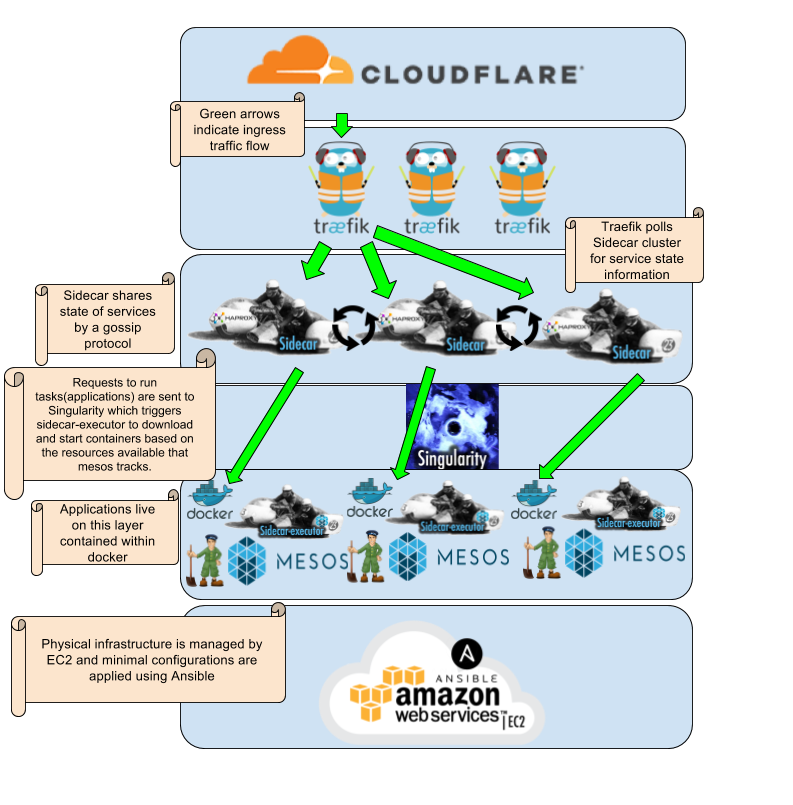 CLOUDFLARE
Green arrows
indicate ingress
traffic flow
træfik
træfik
træfik
Traefik polls
Sidecar cluster
for service state
information
Sidecar shares
state of services
by a gossip
protocol
HAPROXY
Sidecar
HAPROXY
Sidecar
HAPROXY
Sidecar
Requests to run
tasks(applications) are sent to
Singularity which triggers
sidecar-executor to download
and start containers based on
the resources available that
mesos tracks.
Singularity
docker
Sidecar-executor
docker
Sidecar-executor
docker
Sidecar-executor
Applications live
on this layer
contained within
docker
MESOS
MESOS
MESOS
Physical infrastructure is managed by
EC2 and minimal configurations are
applied using Ansible
A
ANSIBLE
amazon
web services™ | EC2